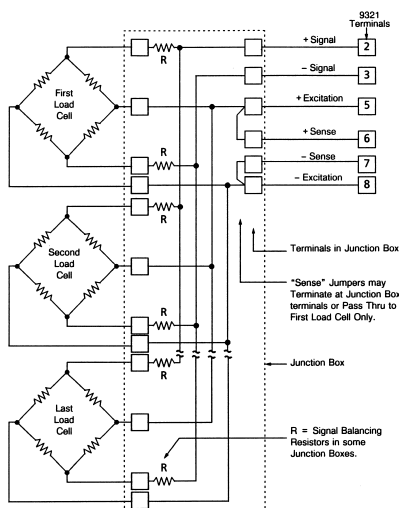 9321
Terminals
+ Signal
2
R
− Signal
3
First
Load
Cell
+ Excitation
5
+ Sense
6
R
− Sense
7
− Excitation
8
R
Second
Load
Cell
Terminals in Junction Box
"Sense" Jumpers may
Terminate at Junction Box
terminals or Pass Thru to
First Load Cell Only.
R
R
Junction Box
Last
Load
Cell
R
R = Signal Balancing
Resistors in some
Junction Boxes.